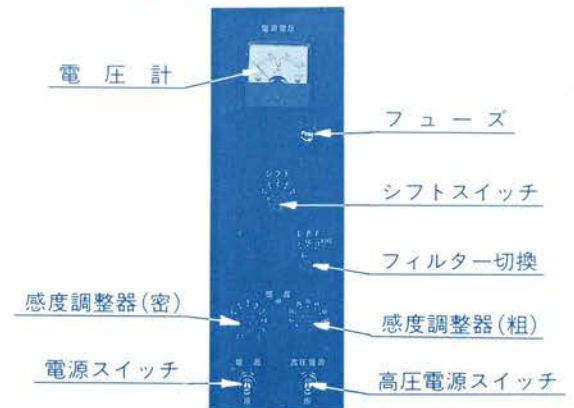 電源電圧
電圧計
フューズ
シフト
シフトスイッチ
フィルター切換
感度
感度調整器(密)
感度調整器(粗)
電源
高圧電源
電源スイッチ
高圧電源スイッチ